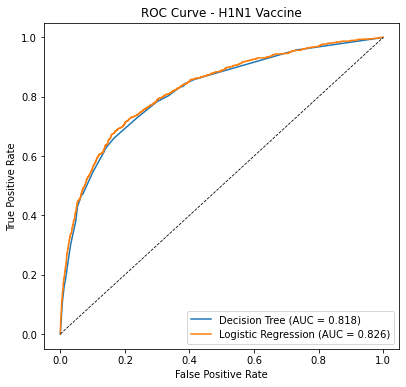 ROC Curve - H1N1 Vaccine
True Positive Rate
1.0
0.8
0.6
0.4
0.2
0.0
Decision Tree (AUC = 0.818)
Logistic Regression (AUC = 0.826)
0.0 0.2 0.4 0.6 0.8 1.0
False Positive Rate